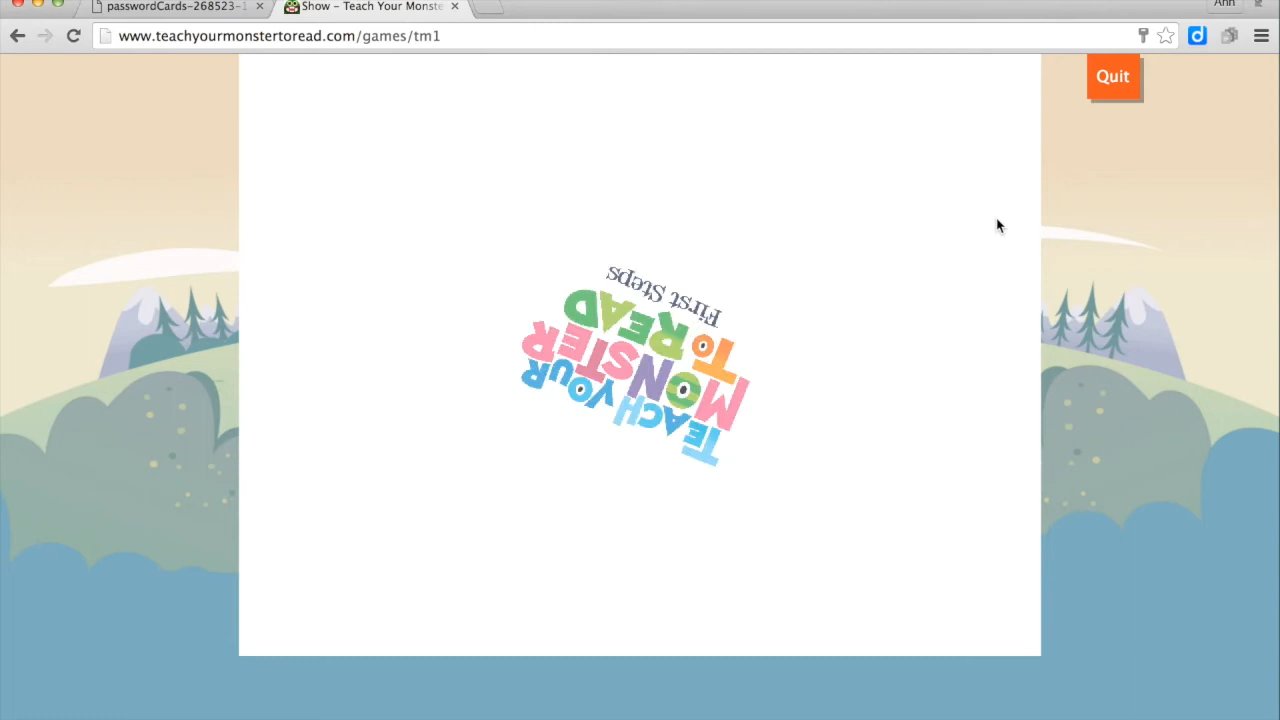 passwordCards-268523-1
Show – Teach Your Monste
Ann
www.teachyourmonstertoread.com/games/tm1
Quit
TEACH YOUR
MONSTER
TO READ
First Steps